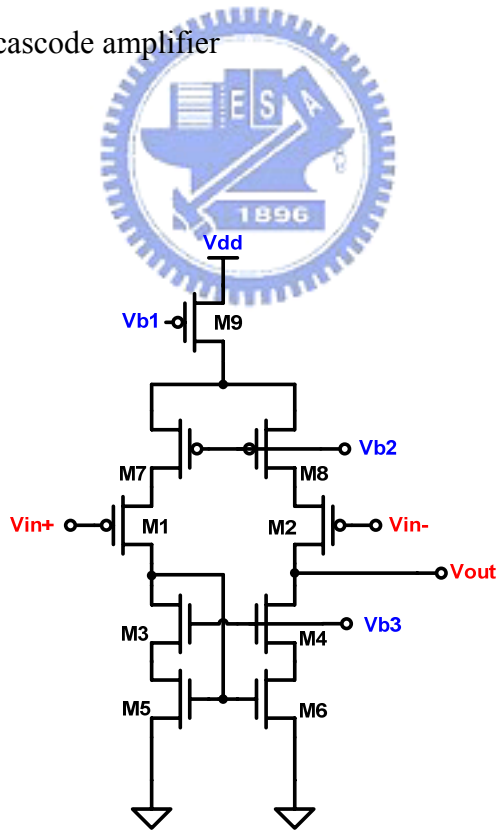 cascode amplifier
ESA
1896
Vdd
Vb1
M9
Vb2
M7
M8
Vin+
M1
M2
Vin-
Vout
M3
M4
Vb3
M5
M6